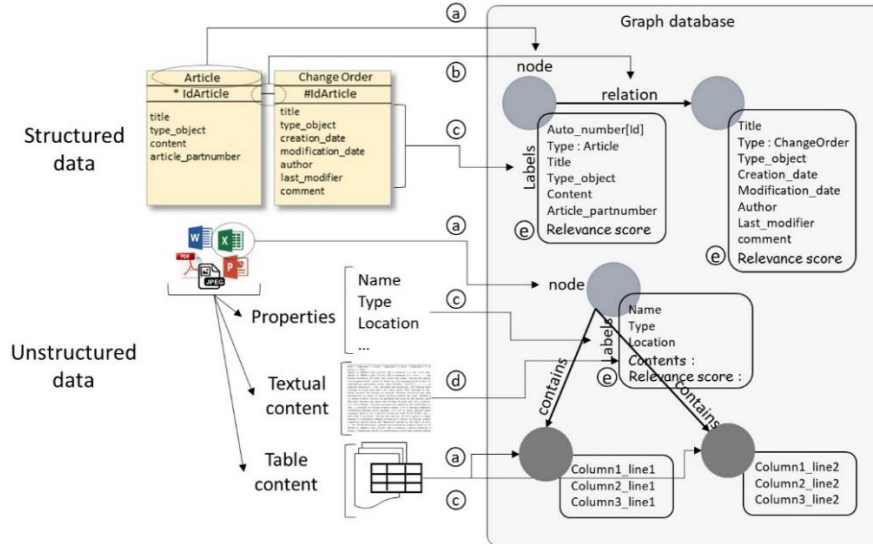 Graph database
a
node
b
relation
Article
* IdArticle
title
type_object
content
article_partnumber
Change Order
#IdArticle
title
type_object
creation_date
modification_date
author
last_modifier
comment
Structured
data
c
Labels
Auto_number[Id]
Type : Article
Title
Type_object
Content
Article_partnumber
e
Relevance score
Title
Type : ChangeOrder
Type_object
Creation_date
Modification_date
Author
Last_modifier
comment
e
Relevance score
a
node
W
X
PDF
JPEG
P
Unstructured
data
Properties
Name
Type
Location
...
c
Labels
Name
Type
Location
Contents :
e
Relevance score :
Textual
content
d
contains
contains
Table
content
a
c
Column1_line1
Column2_line1
Column3_line1
Column1_line2
Column2_line2
Column3_line2